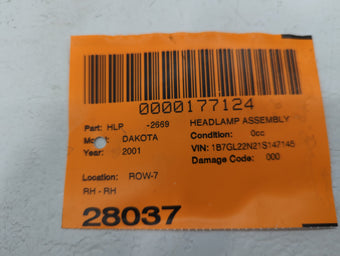 0000177124
Part: HLP -2669 HEADLAMP ASSEMBLY
Model: DAKOTA Condition: 0cc
Year: 2001 VIN: 1B7GL22N21S147145
Damage Code: 000
Location: ROW-7
RH - RH
28037